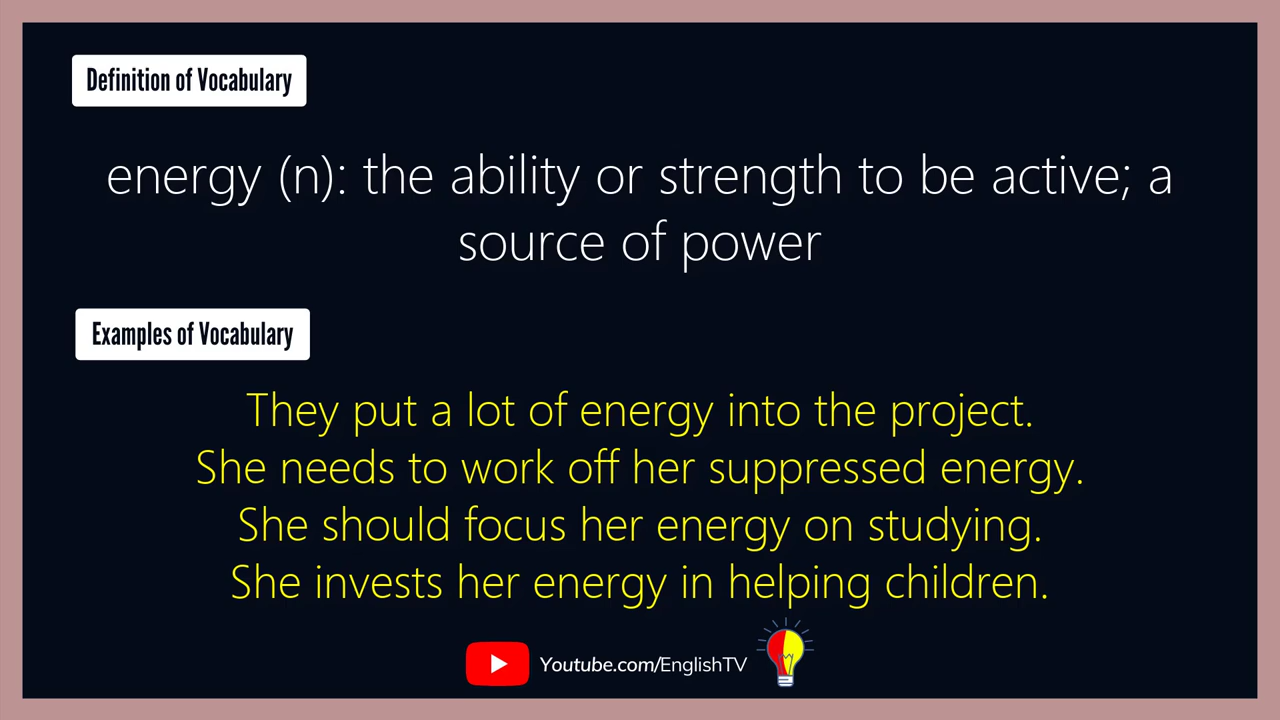 Definition of Vocabulary
energy (n): the ability or strength to be active; a
source of power
Examples of Vocabulary
They put a lot of energy into the project.
She needs to work off her suppressed energy.
She should focus her energy on studying.
She invests her energy in helping children.
Youtube.com/EnglishTV